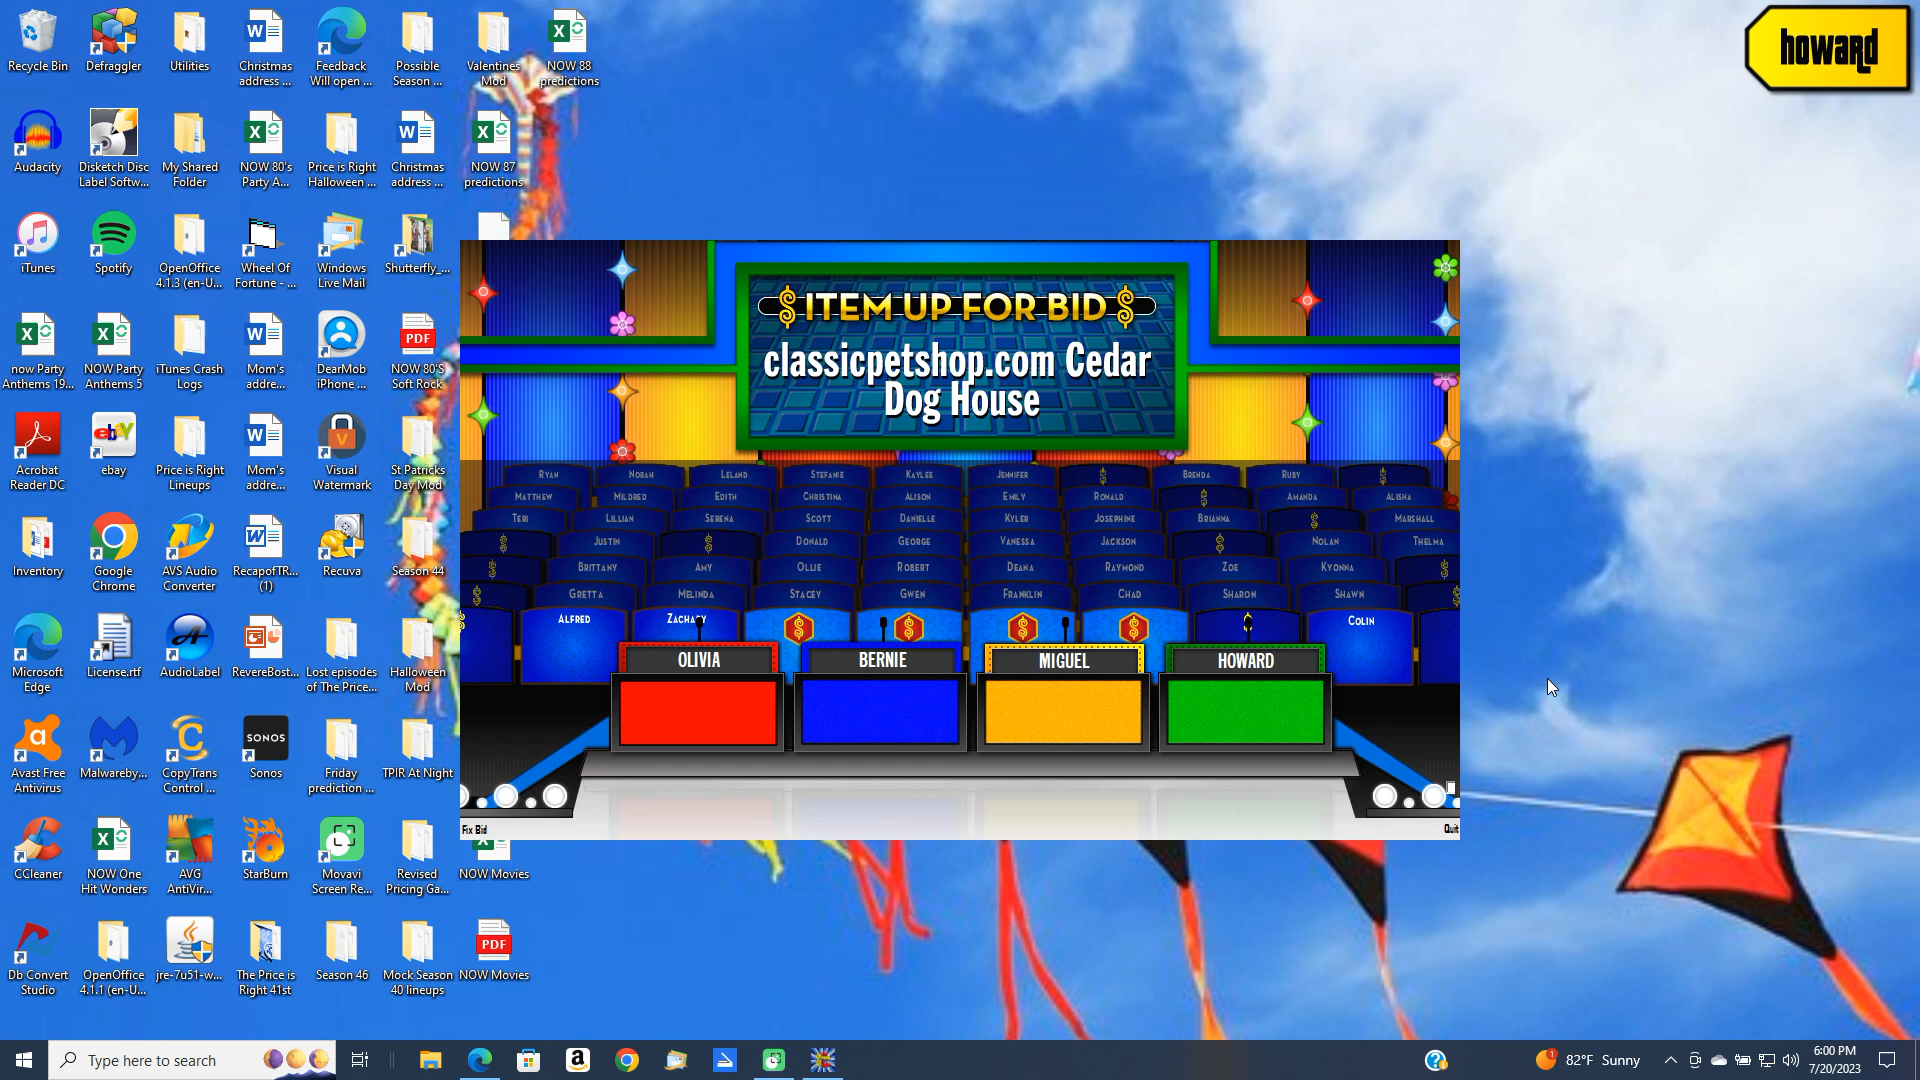 Recycle Bin
Defraggler
Utilities
Christmas
address ...
Feedback
Will open ...
Possible
Season ...
Valentines
Mod
NOW 88
predictions
howard
Audacity
Disketch Disc
Label Softw...
My Shared
Folder
NOW 80's
Party A...
Price is Right
Halloween ...
Christmas
address ...
NOW 87
predictions
iTunes
Spotify
OpenOffice
4.1.3 (en-U...
Wheel Of
Fortune - ...
Windows
Live Mail
Shutterfly_...
now Party
Anthems 19...
NOW Party
Anthems 5
iTunes Crash
Logs
Mom's
addre...
DearMob
iPhone ...
PDF
NOW 80'S
Soft Rock
Acrobat
Reader DC
ebay
ebay
Price is Right
Lineups
Mom's
addre...
Visual
Watermark
St Patricks
Day Mod
Inventory
Google
Chrome
AVS Audio
Converter
RecapofTR...
(1)
Recuva
Season 44
Microsoft
Edge
License.rtf
AudioLabel
RevereBost...
Lost episodes
of The Price...
Halloween
Mod
Avast Free
Antivirus
Malwareby...
CopyTrans
Control ...
SONOS
Sonos
Friday
prediction ...
TPIR At Night
CCleaner
NOW One
Hit Wonders
AVG
AntiVir...
StarBurn
Movavi
Screen Re...
Revised
Pricing Ga...
NOW Movies
Db Convert
Studio
OpenOffice
4.1.1 (en-U...
jre-7u51-w...
The Price is
Right 41st
Season 46
Mock Season
40 lineups
PDF
NOW Movies
$ ITEM UP FOR BID $
classicpetshop.com Cedar
Dog House
RYAN NORAH LELAND STEFANIE KAYLEE JENNIFER $ BRENDA RUBY $
MATTHEW MILDRED EDITH CHRISTINA ALISON EMILY RONALD $ AMANDA ALISHA
TERI LILLIAN SERENA SCOTT DANIELLE KYLER JOSEPHINE BRIANNA $ MARSHALL
$ JUSTIN $ DONALD GEORGE VANESSA JACKSON $ NOLAN THELMA
$ BRITTANY AMY OLLIE ROBERT DEANA RAYMOND ZOE KYONNA $
$ GRETTA MELINDA STACEY GWEN FRANKLIN CHAD SHARON SHAWN $
$ ALFRED ZACHARY $ $ $ $ $ COLIN
OLIVIA BERNIE MIGUEL HOWARD
Fix Bid
Quit
Type here to search
82°F Sunny
6:00 PM
7/20/2023